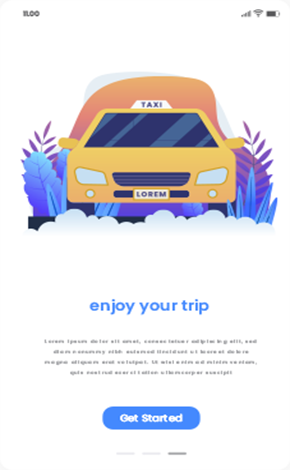 11.00
TAXI
LOREM
enjoy your trip
Lorem ipsum dolor sit amet, consectetuer adipiscing elit, sed
diam nonummy nibh euismod tincidunt ut laoreet dolore
magna aliquam erat volutpat. Ut wisi enim ad minim veniam,
quis nostrud exerci tation ullamcorper suscipit
Get Started